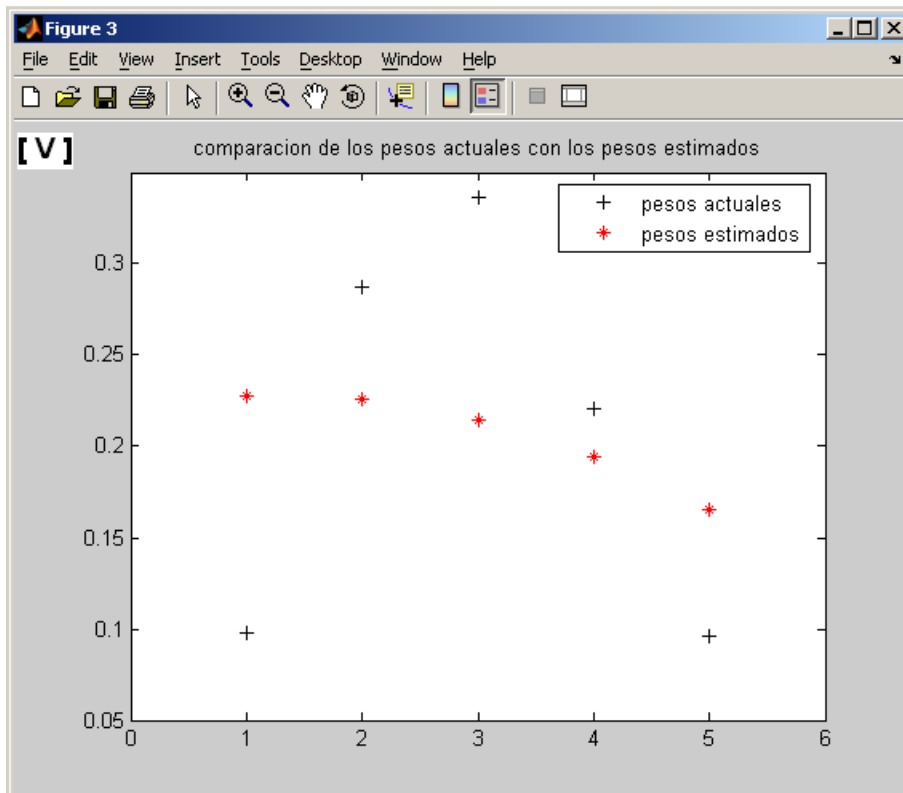 Figure 3
File Edit View Insert Tools Desktop Window Help
[ V ]
comparacion de los pesos actuales con los pesos estimados
pesos actuales
pesos estimados
0.3
0.25
0.2
0.15
0.1
0.05
0 1 2 3 4 5 6